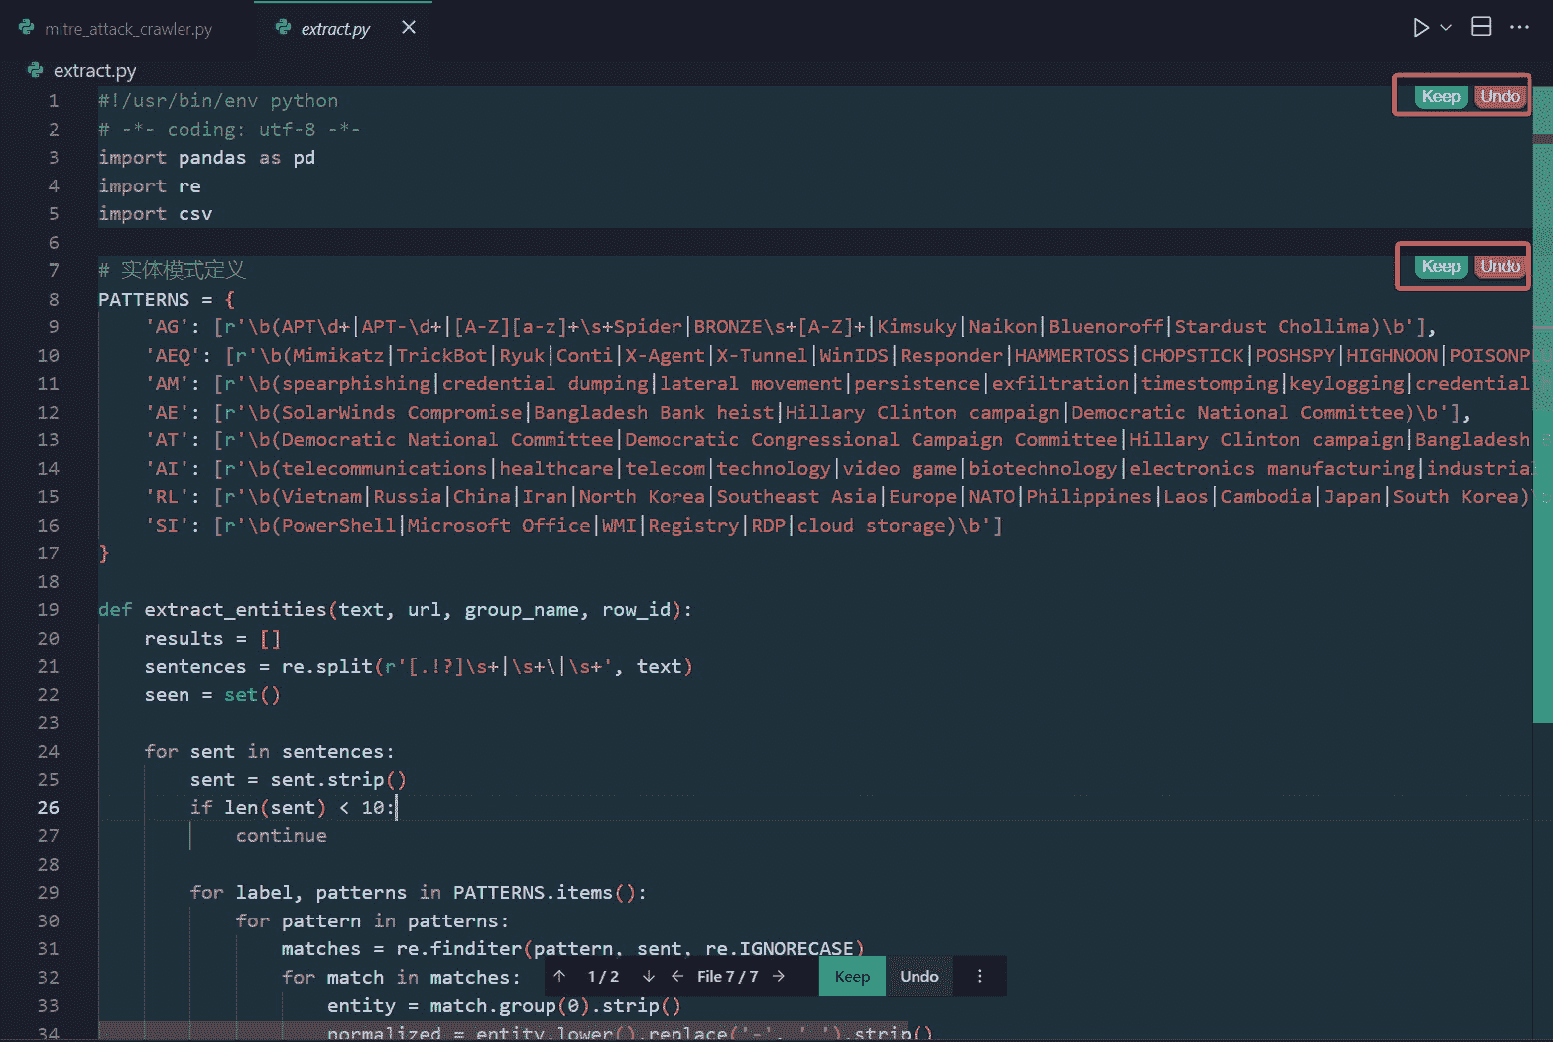 mitre_attack_crawler.py
extract.py
extract.py
1 #!/usr/bin/env python
Keep Undo
2 # -*- coding: utf-8 -*-
3 import pandas as pd
4 import re
5 import csv
6
7 # 实体模式定义
Keep Undo
8 PATTERNS = {
9 'AG': [r'\b(APT\d+|APT-\d+|[A-Z][a-z]+\s+Spider|BRONZE\s+[A-Z]+|Kimsuky|Naikon|Bluenoroff|Stardust Chollima)\b'],
10 'AEQ': [r'\b(Mimikatz|TrickBot|Ryuk|Conti|X-Agent|X-Tunnel|WinIDS|Responder|HAMMERTOSS|CHOPSTICK|POSHSPY|HIGHNOON|POISONP
11 'AM': [r'\b(spearphishing|credential dumping|lateral movement|persistence|exfiltration|timestomping|keylogging|credential
12 'AE': [r'\b(SolarWinds Compromise|Bangladesh Bank heist|Hillary Clinton campaign|Democratic National Committee)\b'],
13 'AT': [r'\b(Democratic National Committee|Democratic Congressional Campaign Committee|Hillary Clinton campaign|Bangladesh
14 'AI': [r'\b(telecommunications|healthcare|telecom|technology|video game|biotechnology|electronics manufacturing|industrial
15 'RL': [r'\b(Vietnam|Russia|China|Iran|North Korea|Southeast Asia|Europe|NATO|Philippines|Laos|Cambodia|Japan|South Korea)\
16 'SI': [r'\b(PowerShell|Microsoft Office|WMI|Registry|RDP|cloud storage)\b']
17 }
18
19 def extract_entities(text, url, group_name, row_id):
20 results = []
21 sentences = re.split(r'[.!?]\s+|\s+\|\s+', text)
22 seen = set()
23
24 for sent in sentences:
25 sent = sent.strip()
26 if len(sent) < 10:
27 continue
28
29 for label, patterns in PATTERNS.items():
30 for pattern in patterns:
31 matches = re.finditer(pattern, sent, re.IGNORECASE)
32 for match in matches:
↑ 1/2 ↓ ← File 7/7 → Keep Undo ⋮
33 entity = match.group(0).strip()
34 normalized = entity.lower().replace('-', ' ').strip()